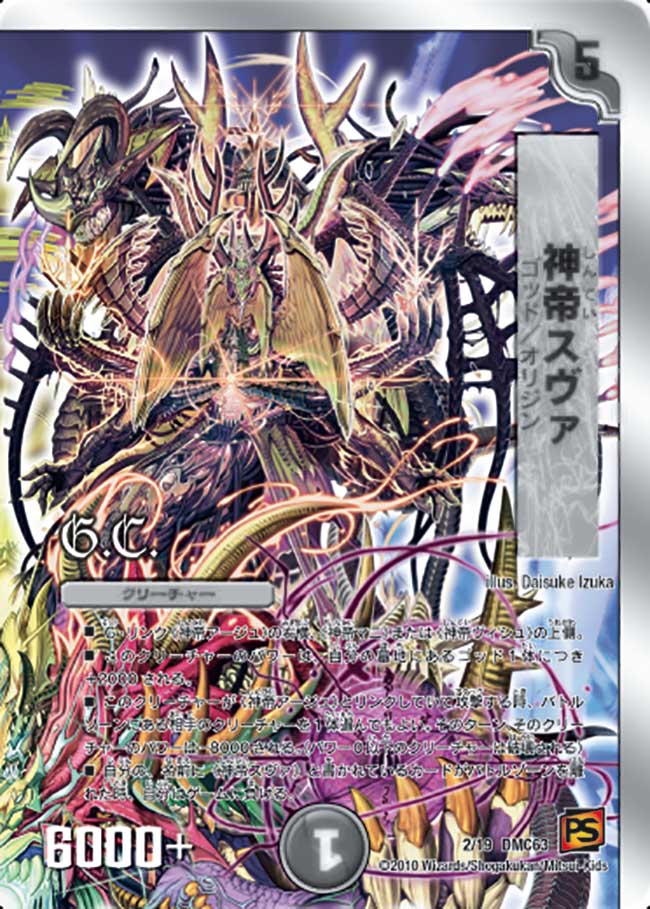 5
神帝スヴァ
しんてい
ゴッド/オリジン
G.C.
illus. Daisuke Izuka
クリーチャー
■ G・リンク《神帝アージュ》の右横、《神帝マニ》または《神帝ヴィシュ》の上側。
■ このクリーチャーのパワーは、自分の墓地にあるゴッド1体につき
+2000される。
■ このクリーチャーが《神帝アージュ》とリンクしていて攻撃する時、バトル
ゾーンにある相手のクリーチャーを1体選んでもよい。そのターン、そのクリー
チャーのパワーは-8000される。(パワー0以下のクリーチャーは破壊される)
■ 自分の、名前に《神帝スヴァ》と書かれているカードがバトルゾーンを離
れた時、自分はゲームに負ける。
6000+
1
2/19 DMC63
PS
©2010 Wizards/Shogakukan/Mitsui-Kids